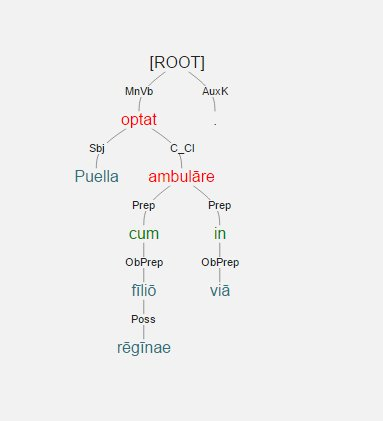 [ROOT]
MnVb AuxK
optat .
Sbj C_Cl
Puella ambulāre
Prep Prep
cum in
ObPrep ObPrep
fīliō viā
Poss
rēgīnae